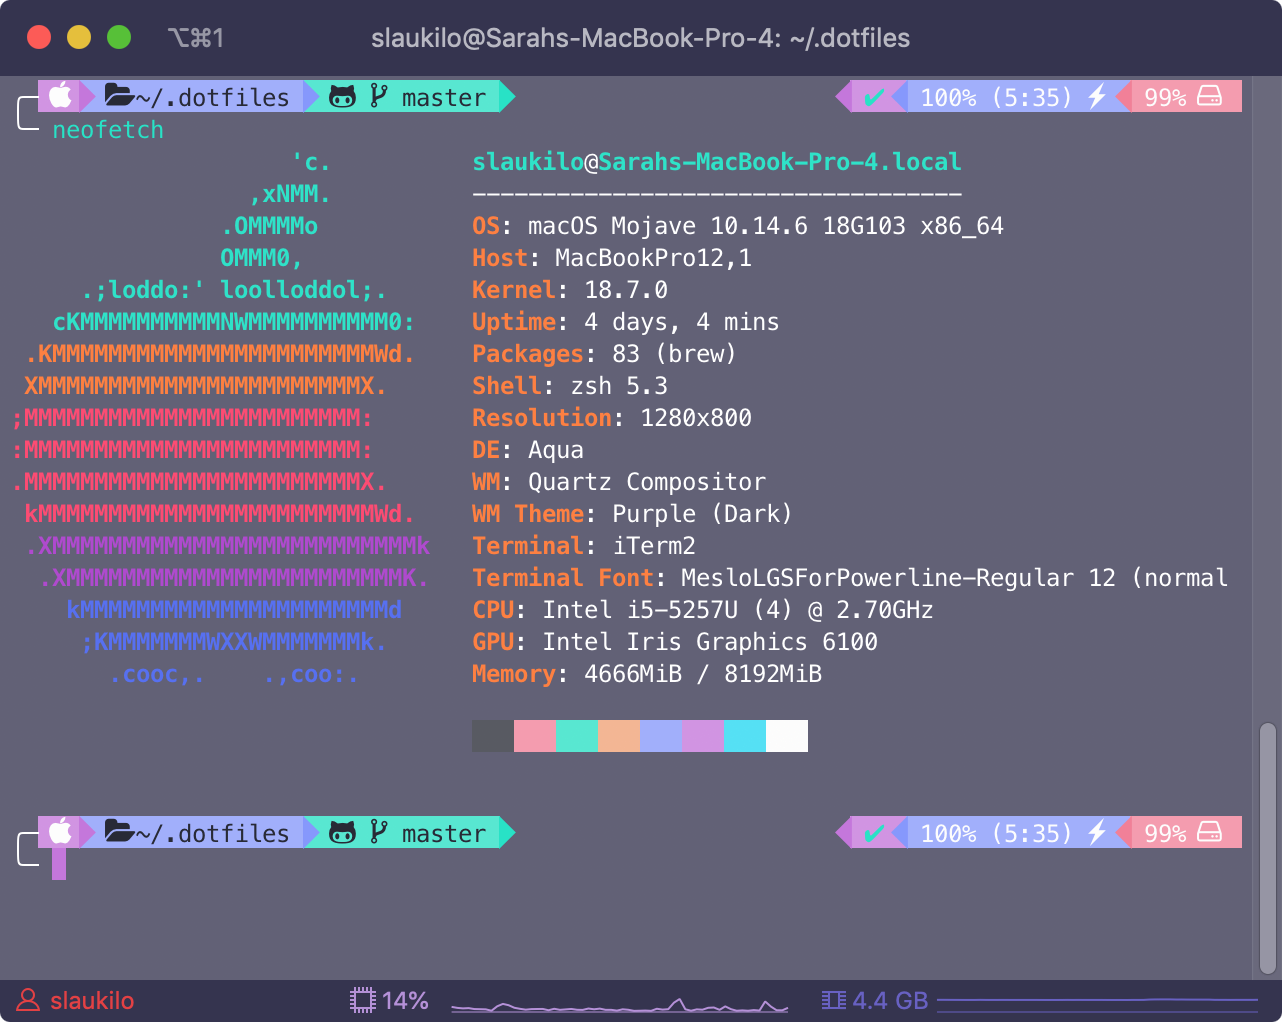 ⌥⌘1 slaukilo@Sarahs-MacBook-Pro-4: ~/.dotfiles
~/.dotfiles master ✔ 100% (5:35) 99%
neofetch
'c. slaukilo@Sarahs-MacBook-Pro-4.local
,xNMM. -----------------------------------
.OMMMMo OS: macOS Mojave 10.14.6 18G103 x86_64
OMMM0, Host: MacBookPro12,1
.;loddo:' loolloddol;. Kernel: 18.7.0
cKMMMMMMMMMMNWMMMMMMMMMM0: Uptime: 4 days, 4 mins
.KMMMMMMMMMMMMMMMMMMMMMMMWd. Packages: 83 (brew)
XMMMMMMMMMMMMMMMMMMMMMMMX. Shell: zsh 5.3
;MMMMMMMMMMMMMMMMMMMMMMMM: Resolution: 1280x800
:MMMMMMMMMMMMMMMMMMMMMMMM: DE: Aqua
.MMMMMMMMMMMMMMMMMMMMMMMMX. WM: Quartz Compositor
kMMMMMMMMMMMMMMMMMMMMMMMMWd. WM Theme: Purple (Dark)
.XMMMMMMMMMMMMMMMMMMMMMMMMMMk Terminal: iTerm2
.XMMMMMMMMMMMMMMMMMMMMMMMMK. Terminal Font: MesloLGSForPowerline-Regular 12 (normal
kMMMMMMMMMMMMMMMMMMMMMMd CPU: Intel i5-5257U (4) @ 2.70GHz
;KMMMMMMMWXXWMMMMMMMk. GPU: Intel Iris Graphics 6100
.cooc,. .,coo:. Memory: 4666MiB / 8192MiB
~/.dotfiles master ✔ 100% (5:35) 99%
slaukilo 14% 4.4 GB